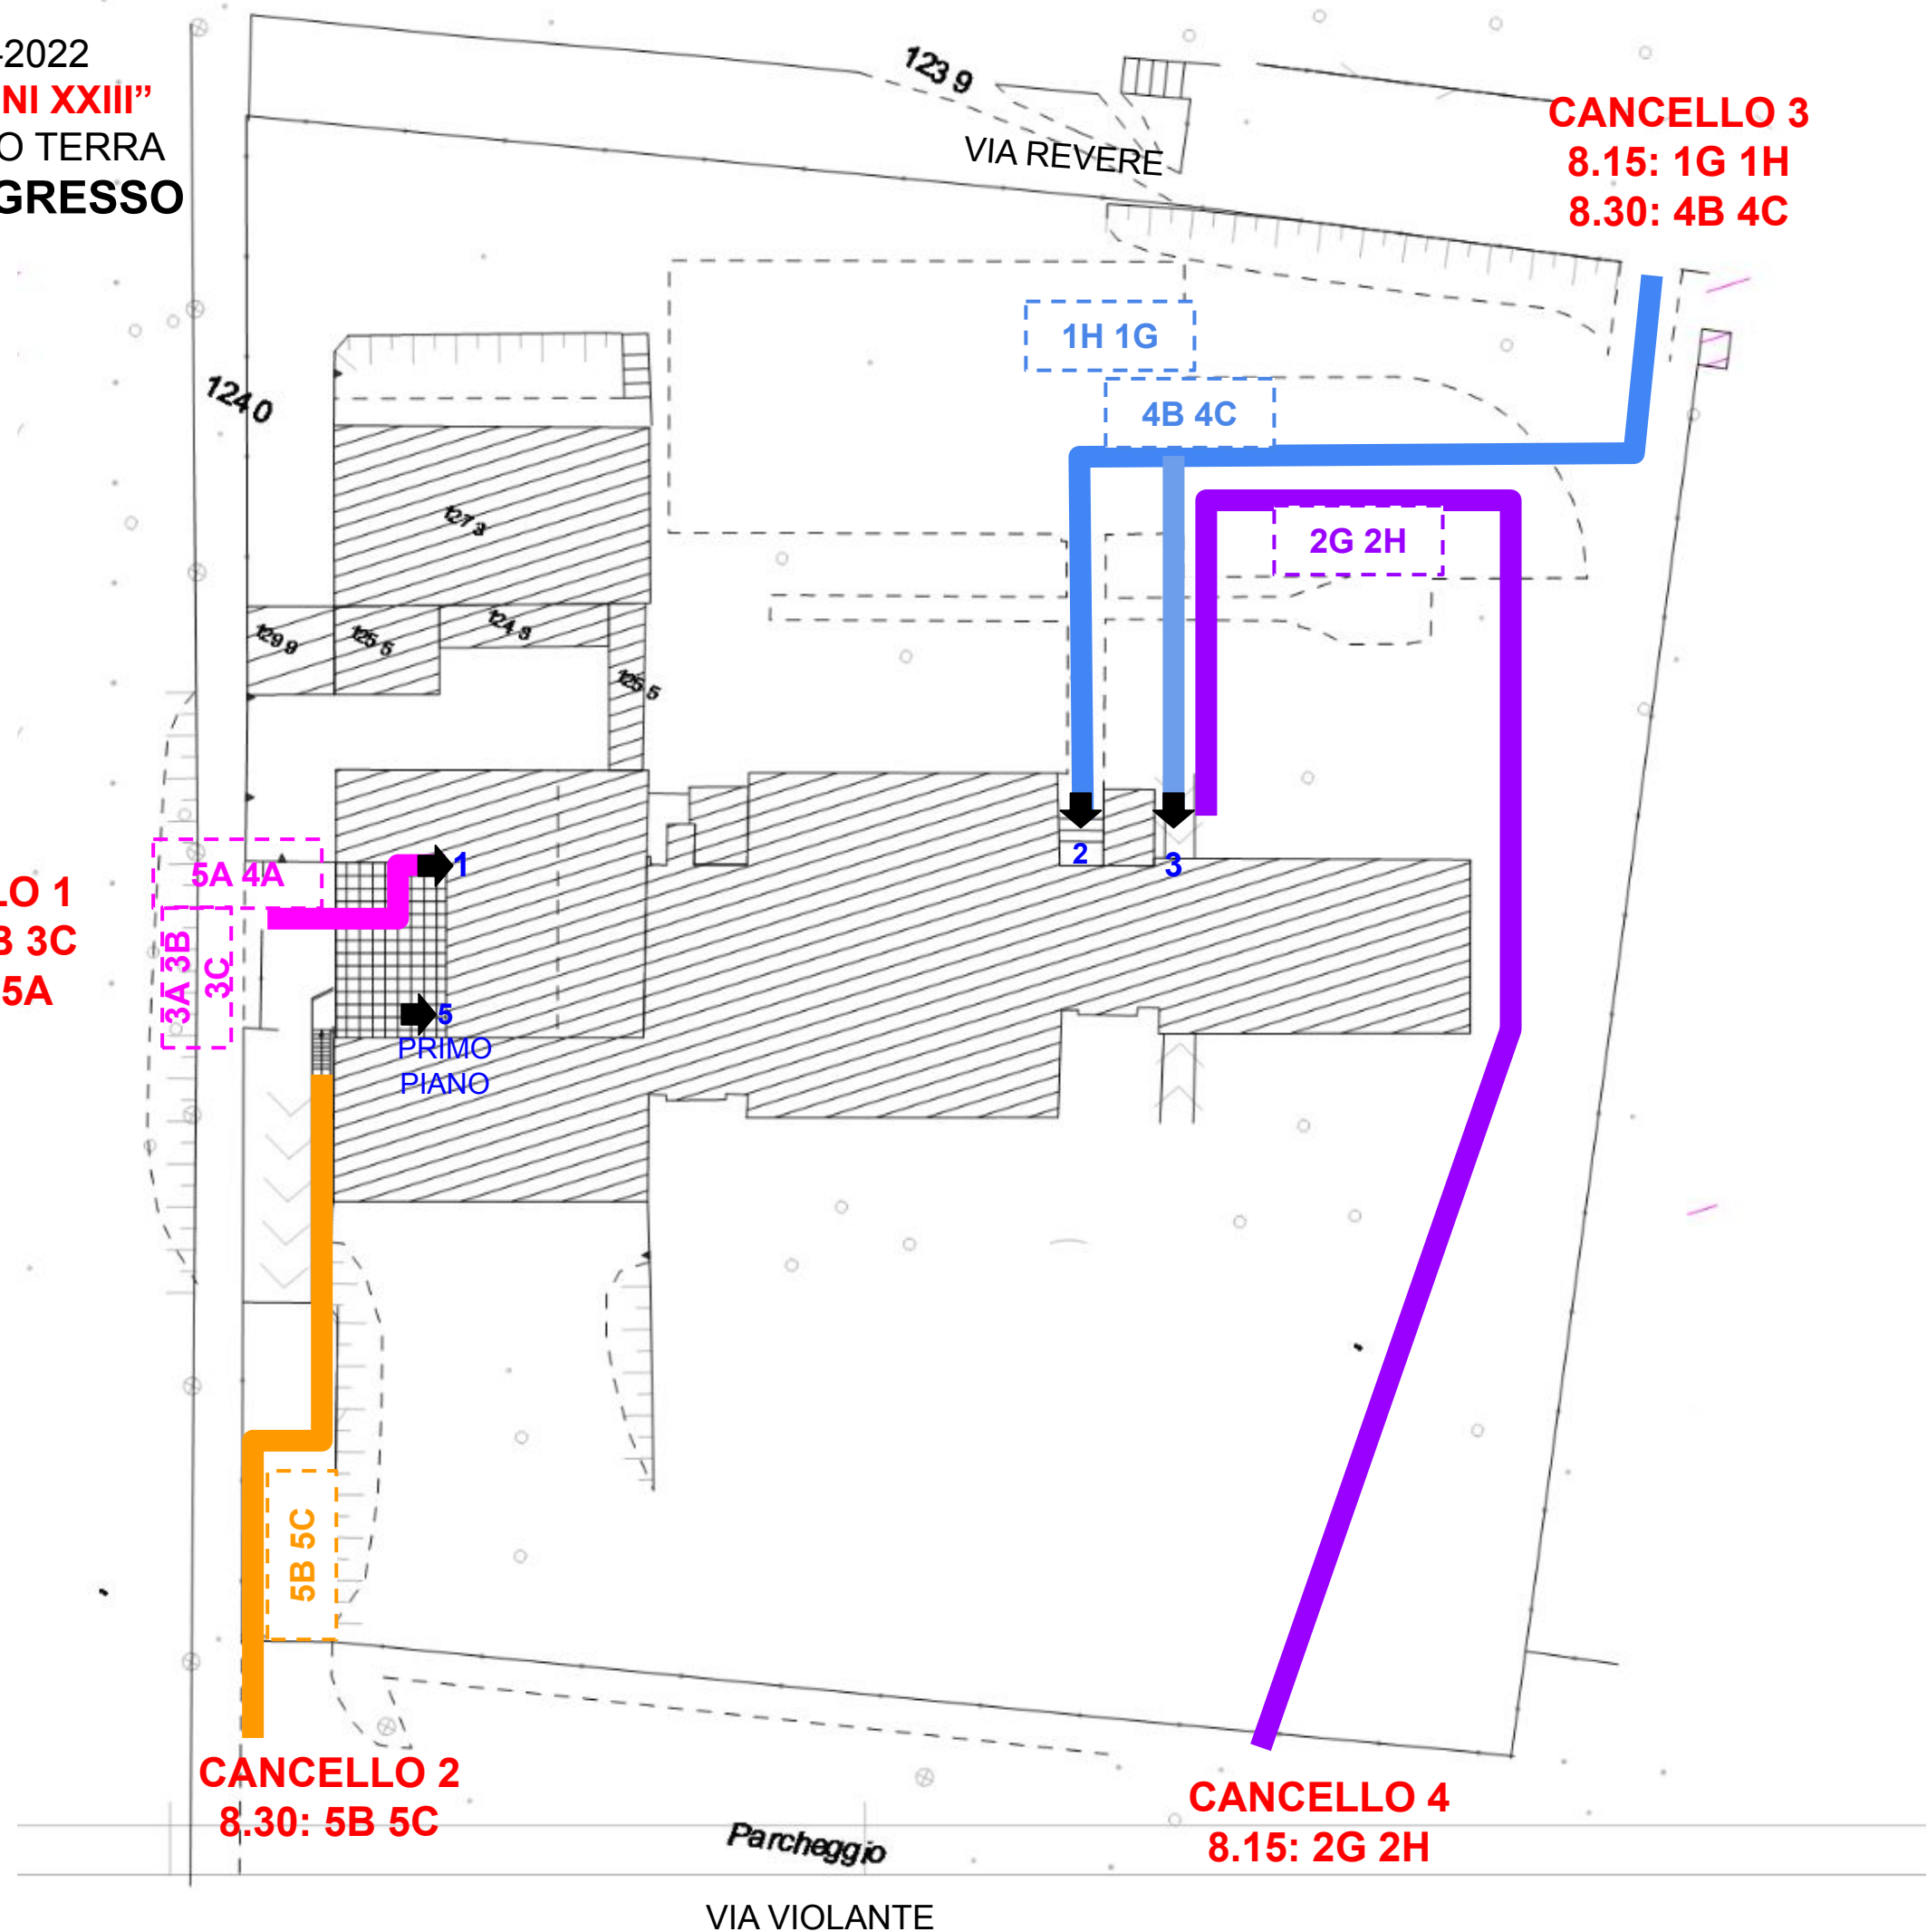 -2022
NI XXIII”
O TERRA
GRESSO
123 9
VIA REVERE
CANCELLO 3
8.15: 1G 1H
8.30: 4B 4C
1H 1G
4B 4C
124 0
127 3
2G 2H
129 9
125 5
124 3
125 5
5A 4A
1
2
3
LO 1
B 3C
5A
3A 3B
3C
5
PRIMO
PIANO
5B 5C
CANCELLO 2
8.30: 5B 5C
CANCELLO 4
8.15: 2G 2H
Parcheggio
VIA VIOLANTE